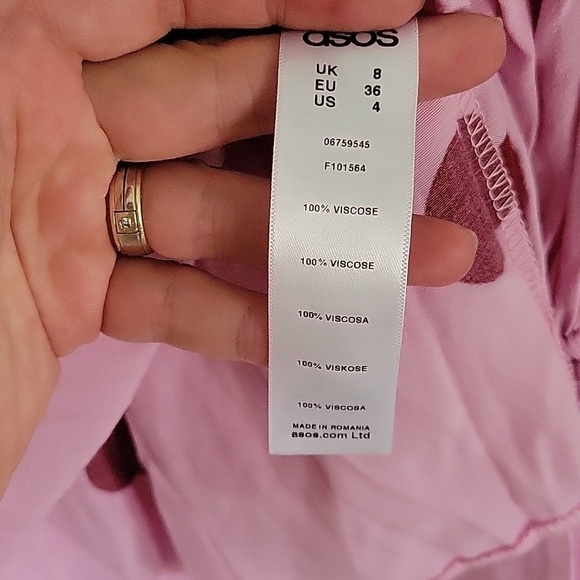 asos
UK 8
EU 36
US 4
06759545
F101564
100% VISCOSE
100% VISCOSE
100% VISCOSA
100% VISKOSE
100% VISCOSA
MADE IN ROMANIA
asos.com Ltd